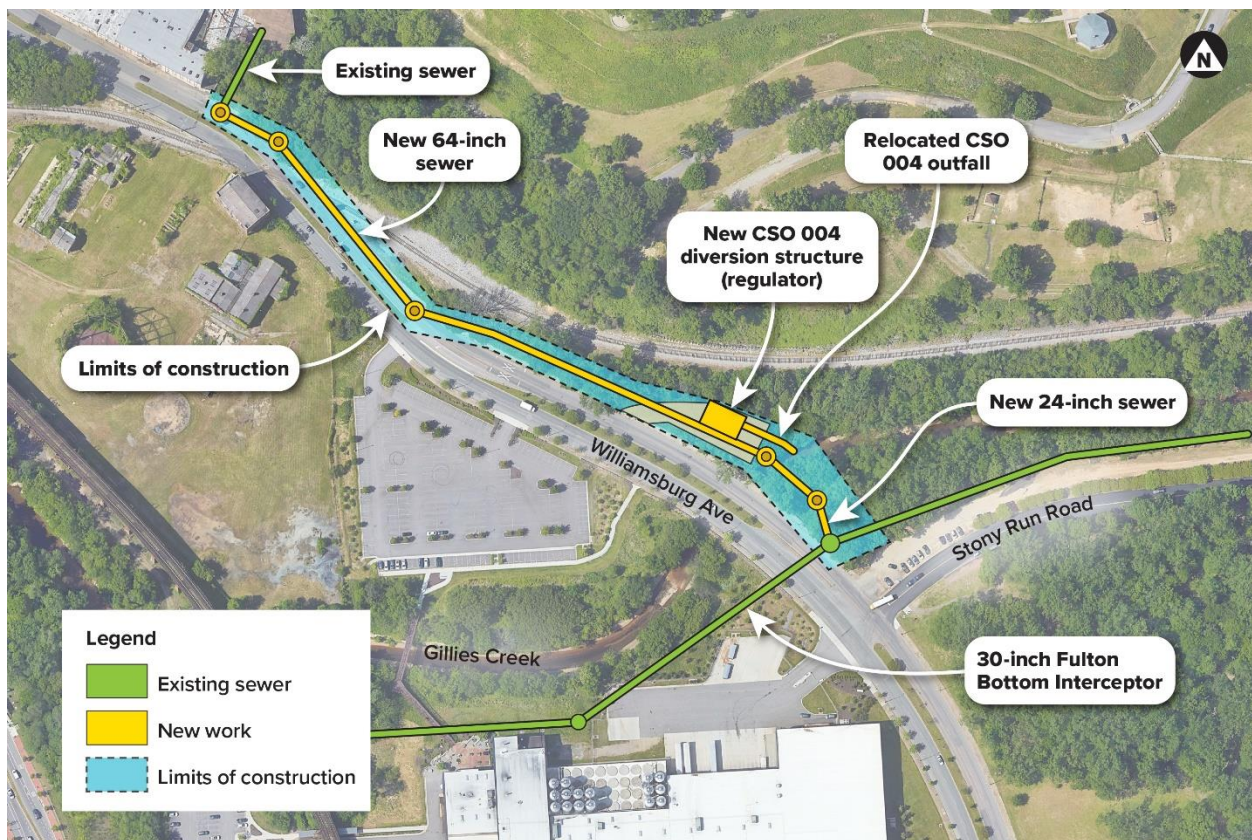 N
Existing sewer
New 64-inch
sewer
Relocated CSO
004 outfall
New CSO 004
diversion structure
(regulator)
Limits of construction
New 24-inch sewer
Williamsburg Ave
Stony Run Road
Gillies Creek
30-inch Fulton
Bottom Interceptor
Legend
Existing sewer
New work
Limits of construction